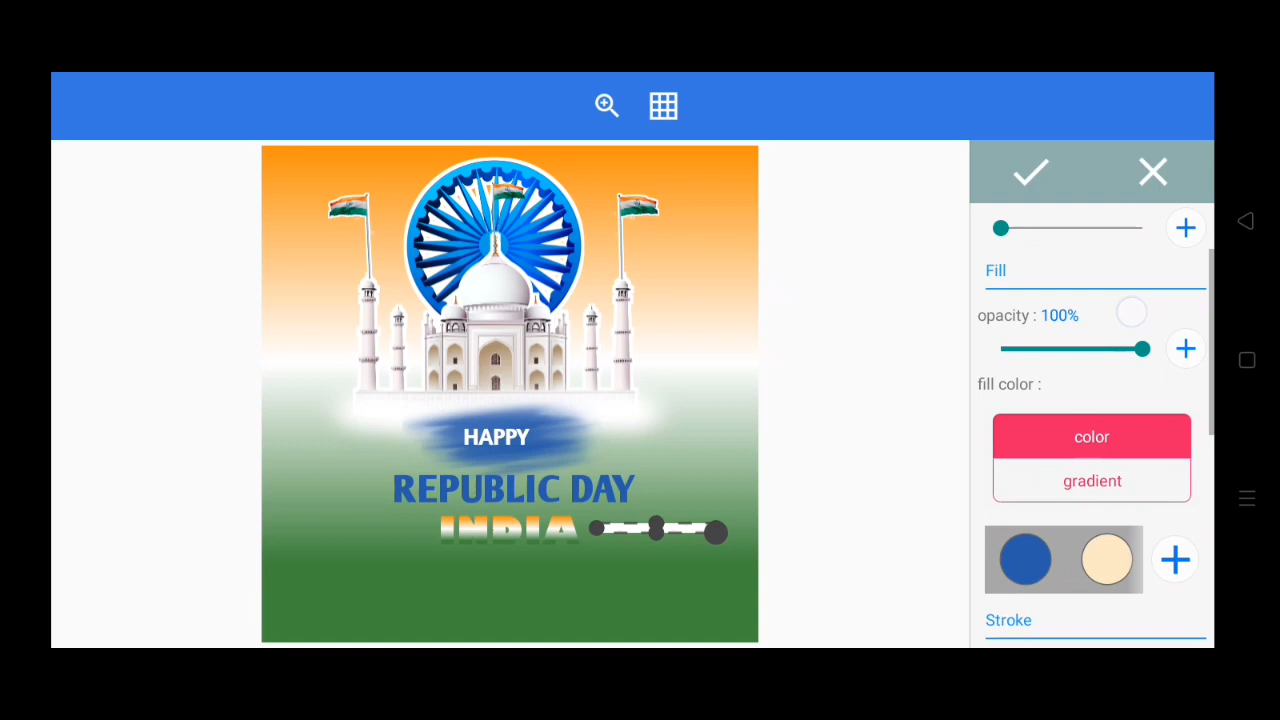 Fill
opacity : 100%
fill color :
color
gradient
Stroke
HAPPY
REPUBLIC DAY
INDIA